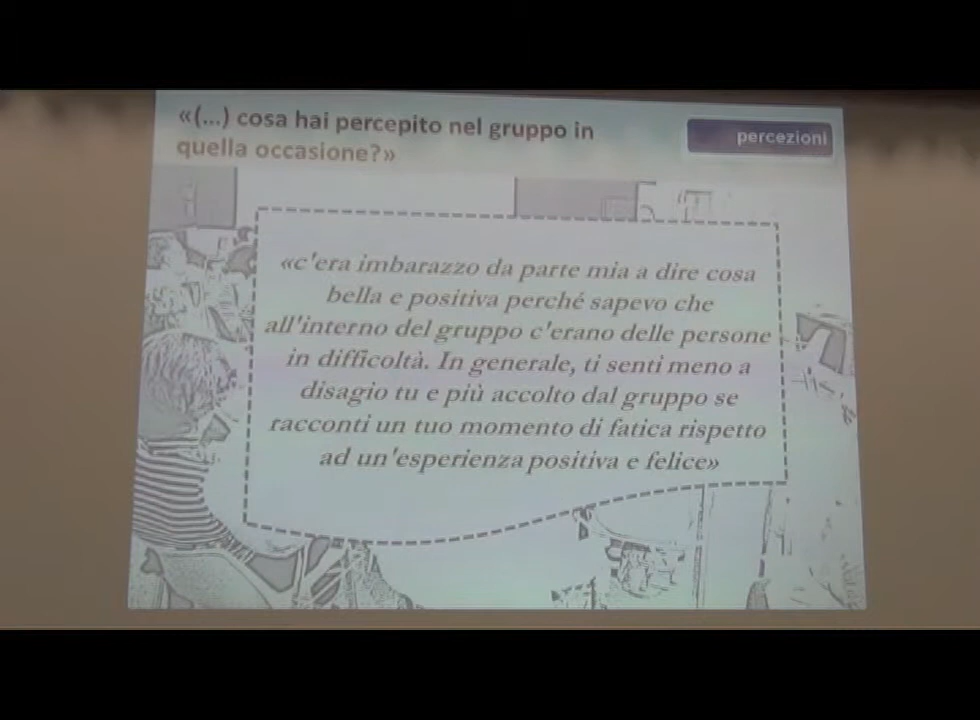 «(...) cosa hai percepito nel gruppo in
quella occasione?»
percezioni
«c'era imbarazzo da parte mia a dire cosa
bella e positiva perché sapevo che
all'interno del gruppo c'erano delle persone
in difficoltà. In generale, ti senti meno a
disagio tu e più accolto dal gruppo se
racconti un tuo momento di fatica rispetto
ad un'esperienza positiva e felice»